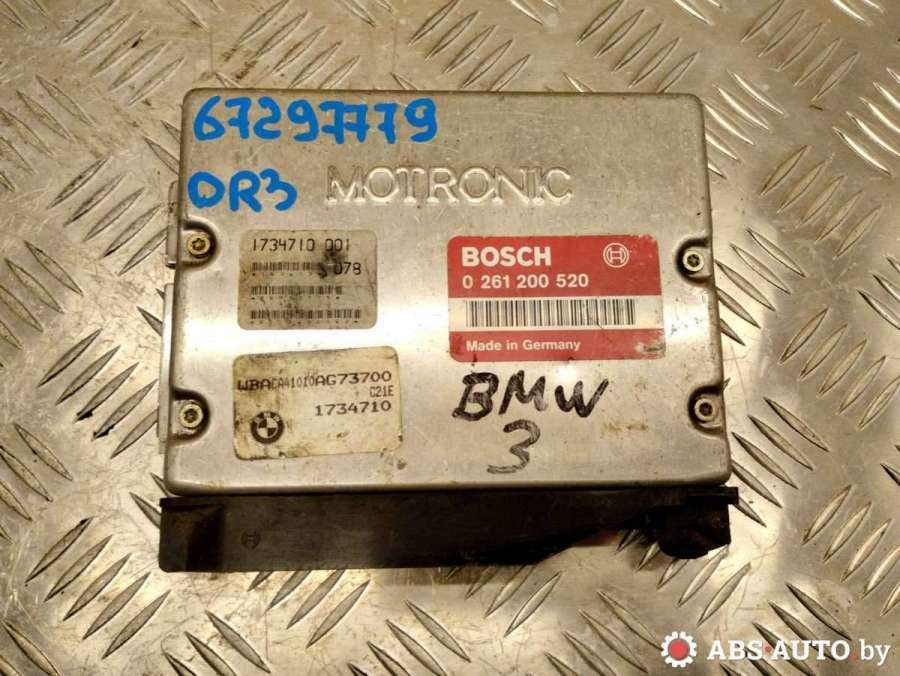 67297779
DR3
MOTRONIC
1734710 001
078
BOSCH
0 261 200 520
Made in Germany
WBACA41010AG73700
C21E
1734710
BMW
3
ABS-AUTO.by